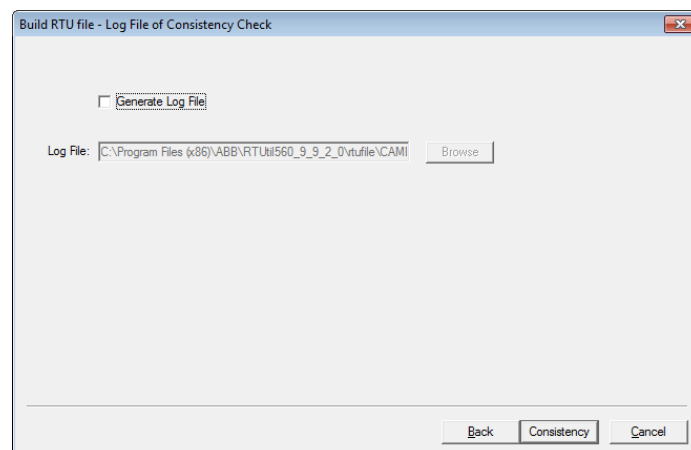 Build RTU file - Log File of Consistency Check
Generate Log File
Log File: C:\Program Files (x86)\ABB\RTUtil560_9_9_2_0\rtufile\CAMI Browse
Back Consistency Cancel